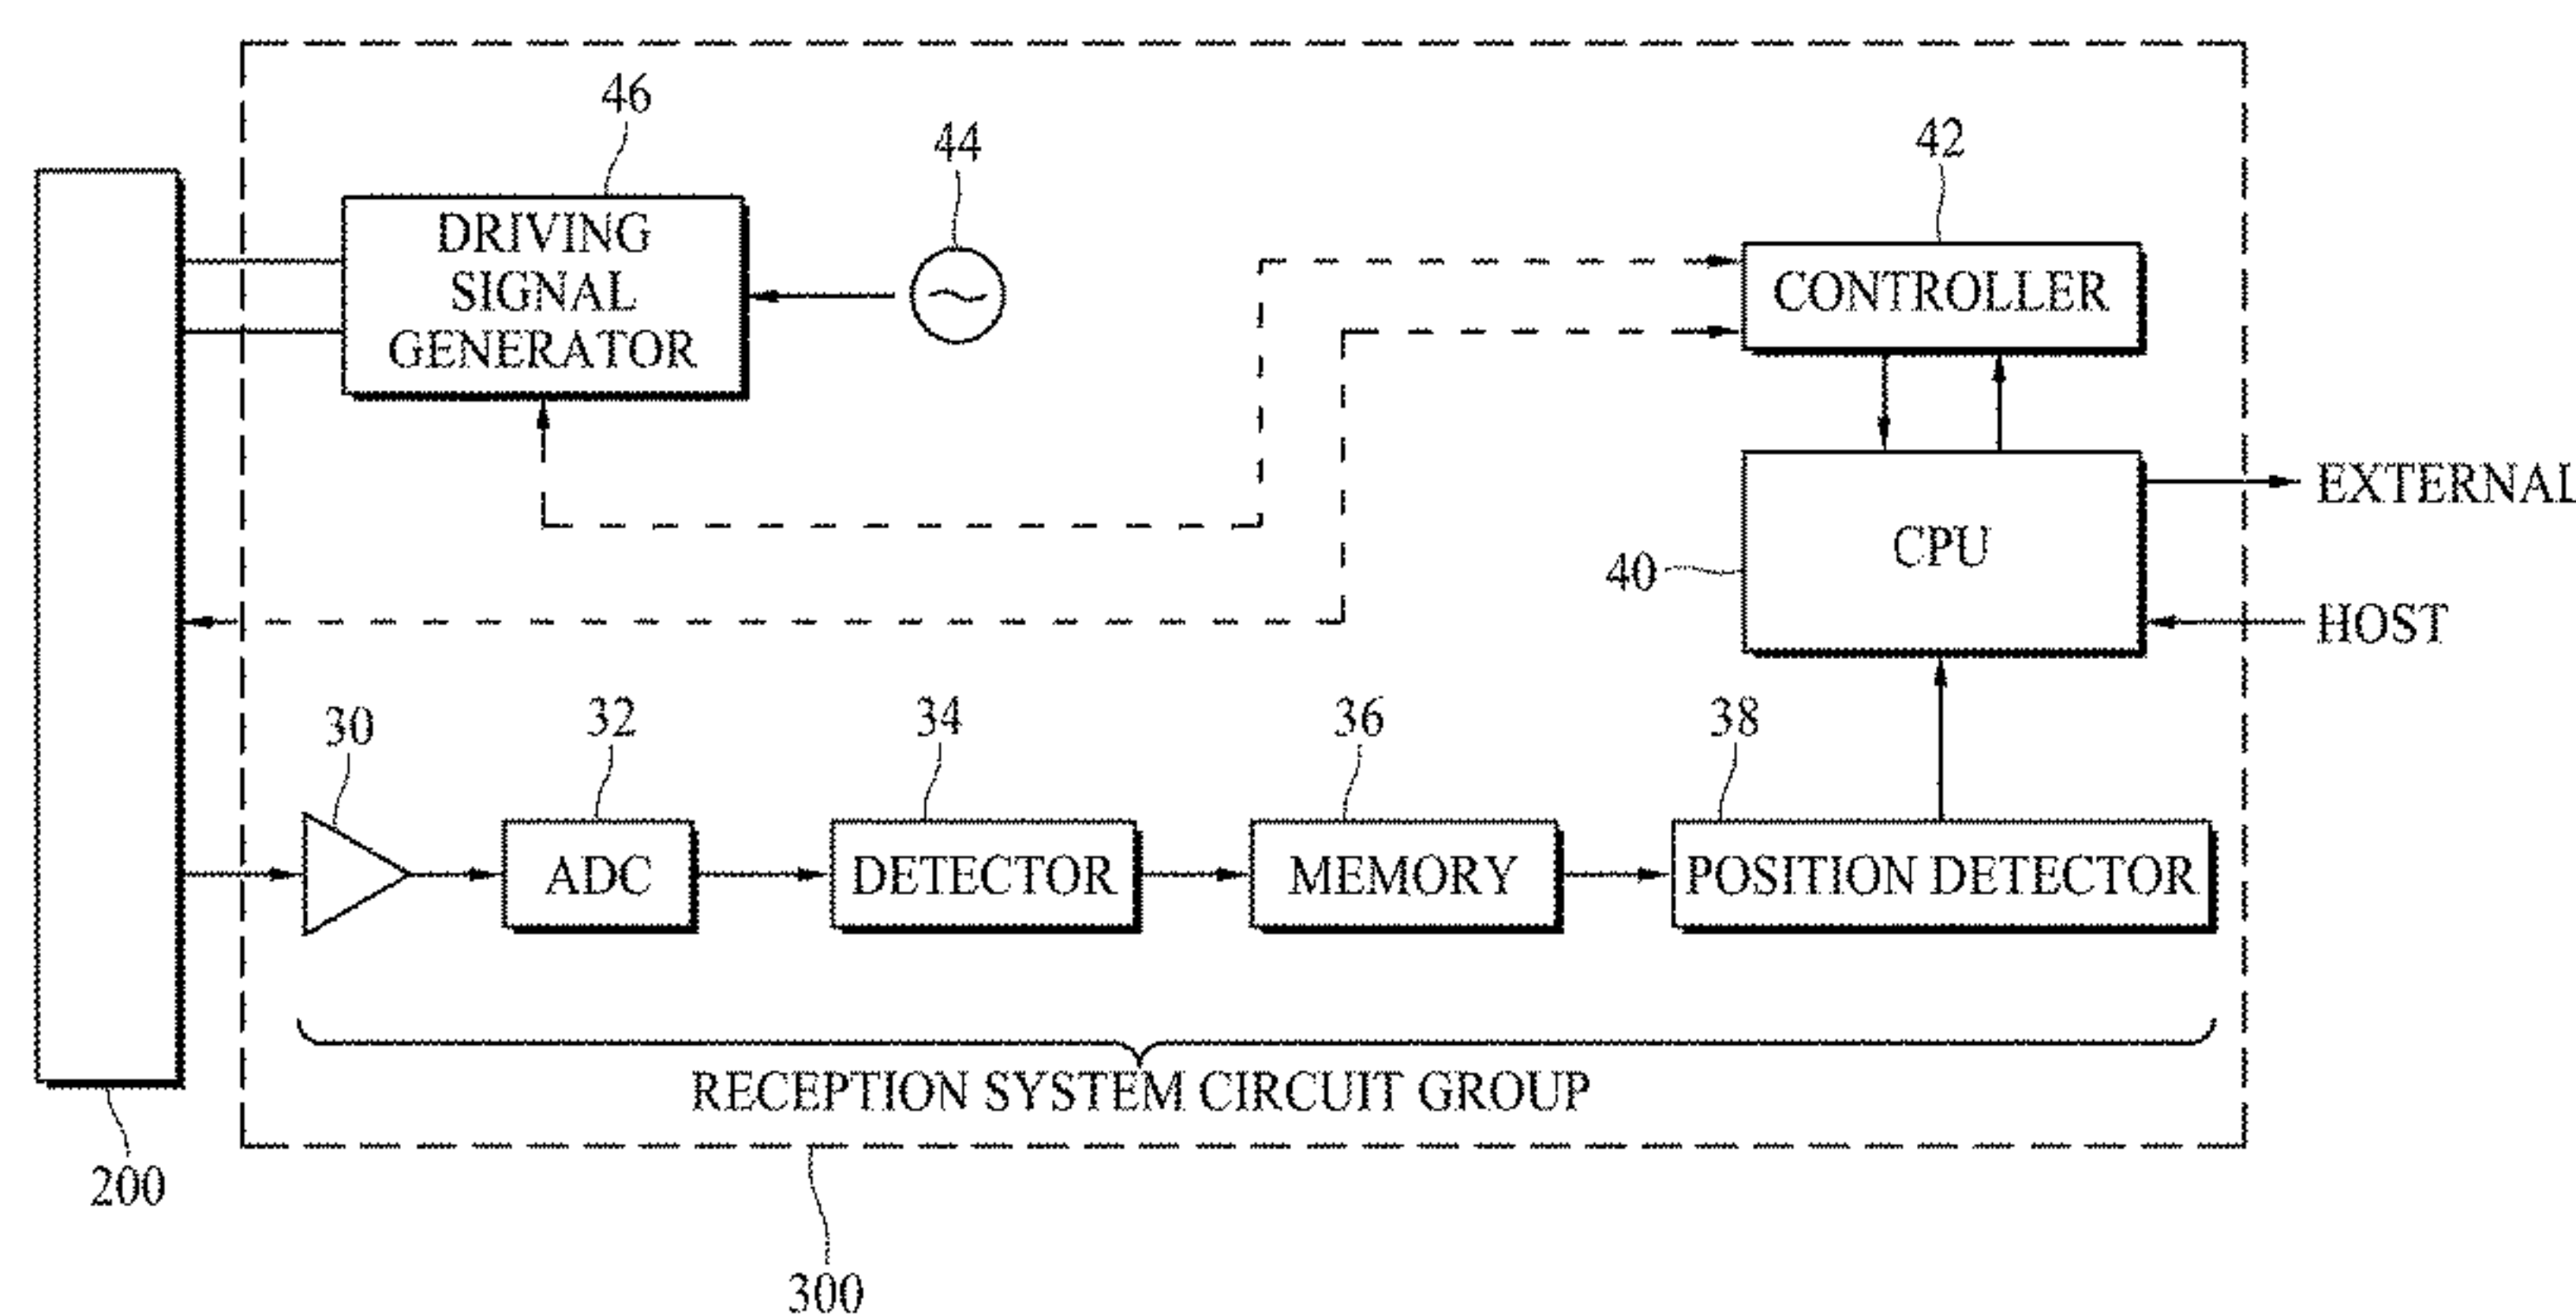 46
44
42
DRIVING
SIGNAL
GENERATOR
CONTROLLER
EXTERNAL
CPU
40
HOST
30
32
34
36
38
ADC
DETECTOR
MEMORY
POSITION DETECTOR
RECEPTION SYSTEM CIRCUIT GROUP
200
300